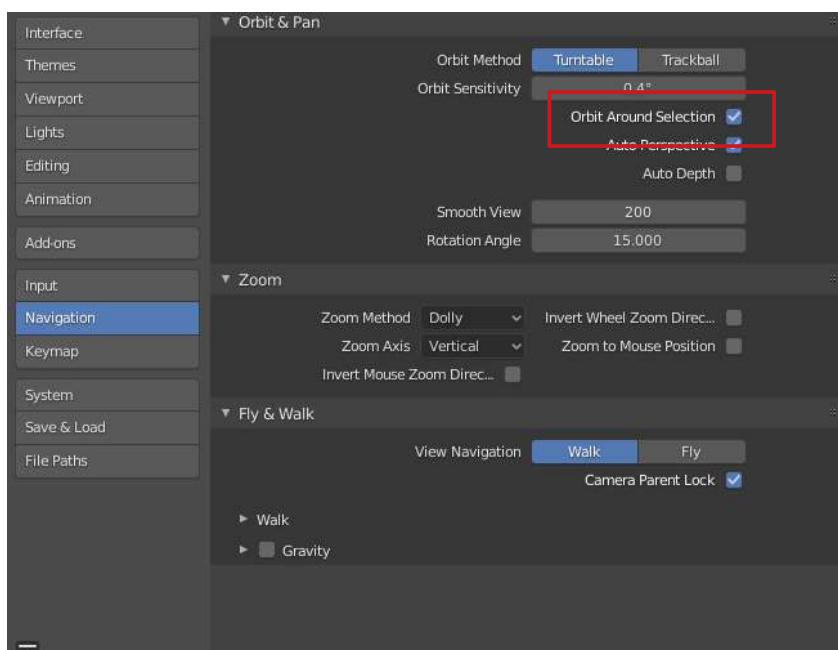 Interface
Themes
Viewport
Lights
Editing
Animation
Add-ons
Input
Navigation
Keymap
System
Save & Load
File Paths
Orbit & Pan
Orbit Method Turntable Trackball
Orbit Sensitivity 0.4°
Orbit Around Selection
Auto Perspective
Auto Depth
Smooth View 200
Rotation Angle 15.000
Zoom
Zoom Method Dolly Invert Wheel Zoom Direc...
Zoom Axis Vertical Zoom to Mouse Position
Invert Mouse Zoom Direc...
Fly & Walk
View Navigation Walk Fly
Camera Parent Lock
Walk
Gravity